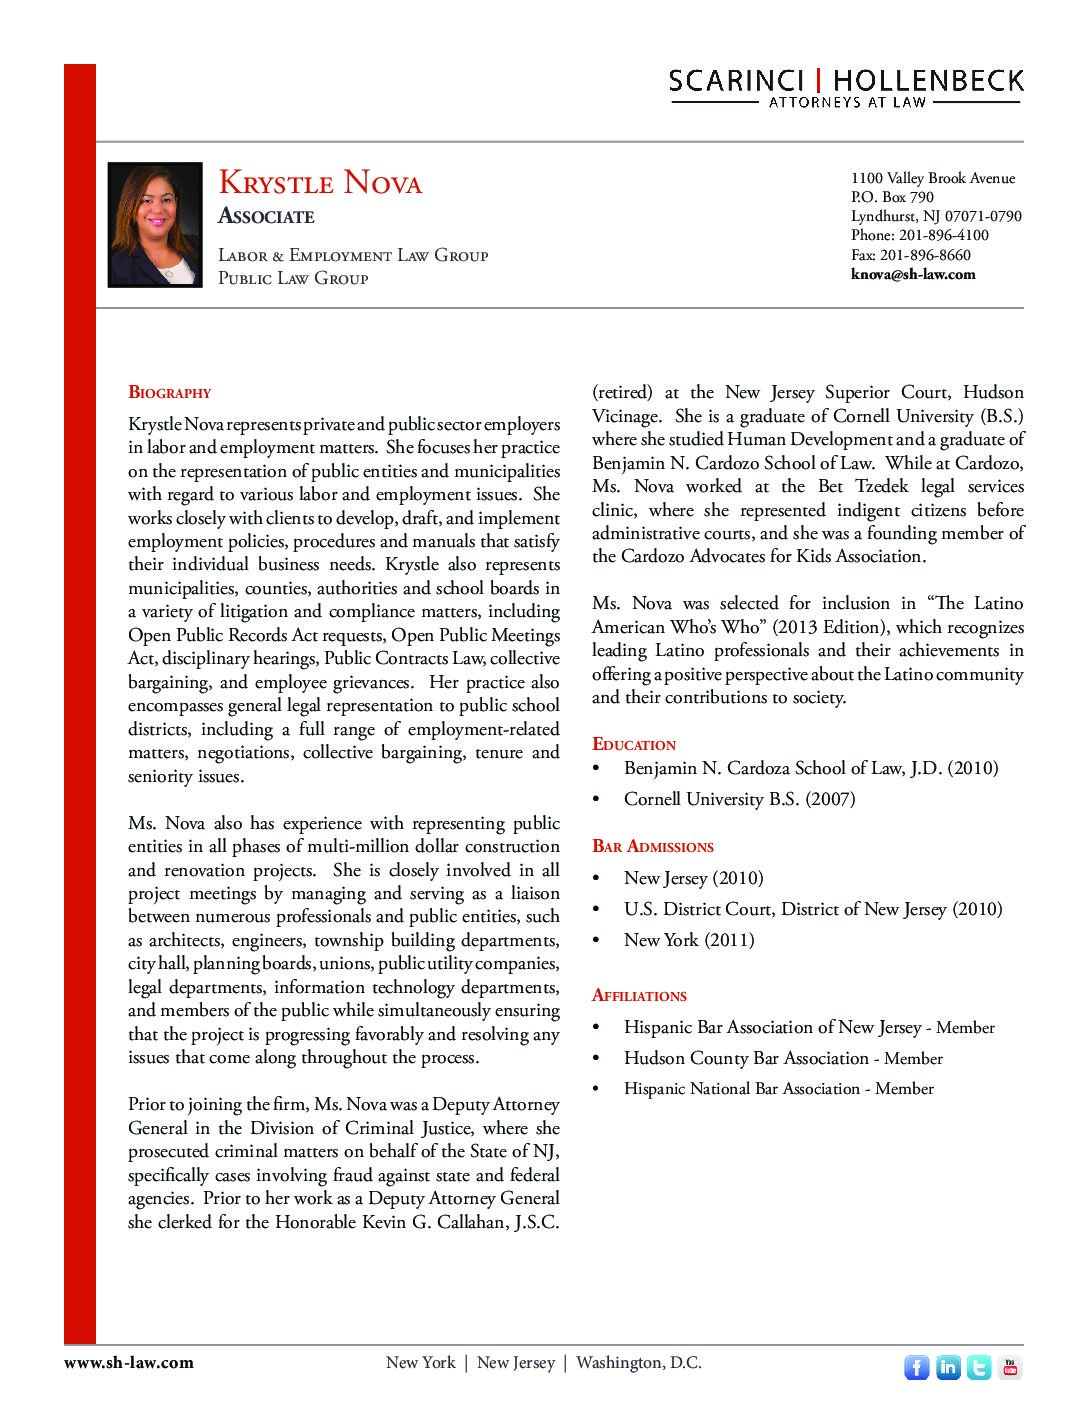 SCARINCI | HOLLENBECK
ATTORNEYS AT LAW
Krystle Nova
Associate
Labor & Employment Law Group
Public Law Group
1100 Valley Brook Avenue
P.O. Box 790
Lyndhurst, NJ 07071-0790
Phone: 201-896-4100
Fax: 201-896-8660
knova@sh-law.com
Biography
Krystle Nova represents private and public sector employers
in labor and employment matters. She focuses her practice
on the representation of public entities and municipalities
with regard to various labor and employment issues. She
works closely with clients to develop, draft, and implement
employment policies, procedures and manuals that satisfy
their individual business needs. Krystle also represents
municipalities, counties, authorities and school boards in
a variety of litigation and compliance matters, including
Open Public Records Act requests, Open Public Meetings
Act, disciplinary hearings, Public Contracts Law, collective
bargaining, and employee grievances. Her practice also
encompasses general legal representation to public school
districts, including a full range of employment-related
matters, negotiations, collective bargaining, tenure and
seniority issues.
Ms. Nova also has experience with representing public
entities in all phases of multi-million dollar construction
and renovation projects. She is closely involved in all
project meetings by managing and serving as a liaison
between numerous professionals and public entities, such
as architects, engineers, township building departments,
city hall, planning boards, unions, public utility companies,
legal departments, information technology departments,
and members of the public while simultaneously ensuring
that the project is progressing favorably and resolving any
issues that come along throughout the process.
Prior to joining the firm, Ms. Nova was a Deputy Attorney
General in the Division of Criminal Justice, where she
prosecuted criminal matters on behalf of the State of NJ,
specifically cases involving fraud against state and federal
agencies. Prior to her work as a Deputy Attorney General
she clerked for the Honorable Kevin G. Callahan, J.S.C.
(retired) at the New Jersey Superior Court, Hudson
Vicinage. She is a graduate of Cornell University (B.S.)
where she studied Human Development and a graduate of
Benjamin N. Cardozo School of Law. While at Cardozo,
Ms. Nova worked at the Bet Tzedek legal services
clinic, where she represented indigent citizens before
administrative courts, and she was a founding member of
the Cardozo Advocates for Kids Association.
Ms. Nova was selected for inclusion in “The Latino
American Who’s Who” (2013 Edition), which recognizes
leading Latino professionals and their achievements in
offering a positive perspective about the Latino community
and their contributions to society.
Education
• Benjamin N. Cardoza School of Law, J.D. (2010)
• Cornell University B.S. (2007)
Bar Admissions
• New Jersey (2010)
• U.S. District Court, District of New Jersey (2010)
• New York (2011)
Affiliations
• Hispanic Bar Association of New Jersey - Member
• Hudson County Bar Association - Member
• Hispanic National Bar Association - Member
www.sh-law.com
New York | New Jersey | Washington, D.C.
f in t You Tube